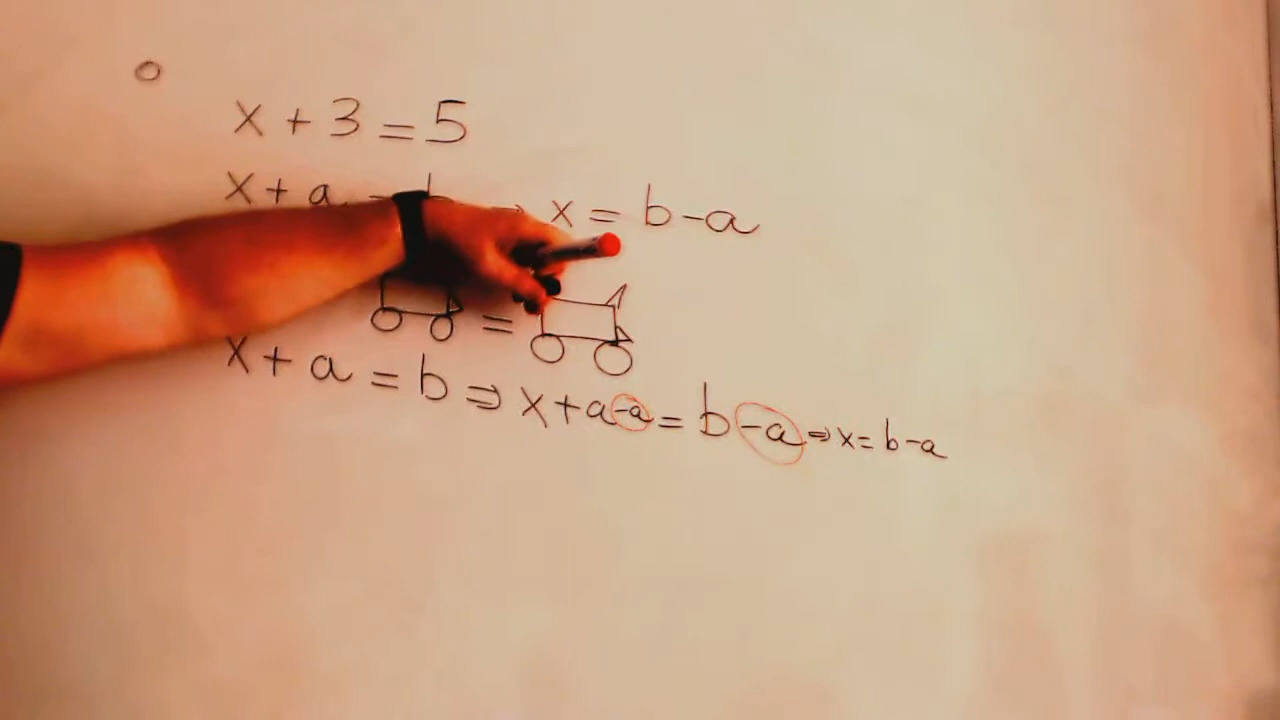 x + 3 = 5
x + a = b ⇒ x = b - a
=
x + a = b ⇒ x + a - a = b - a ⇒ x = b - a